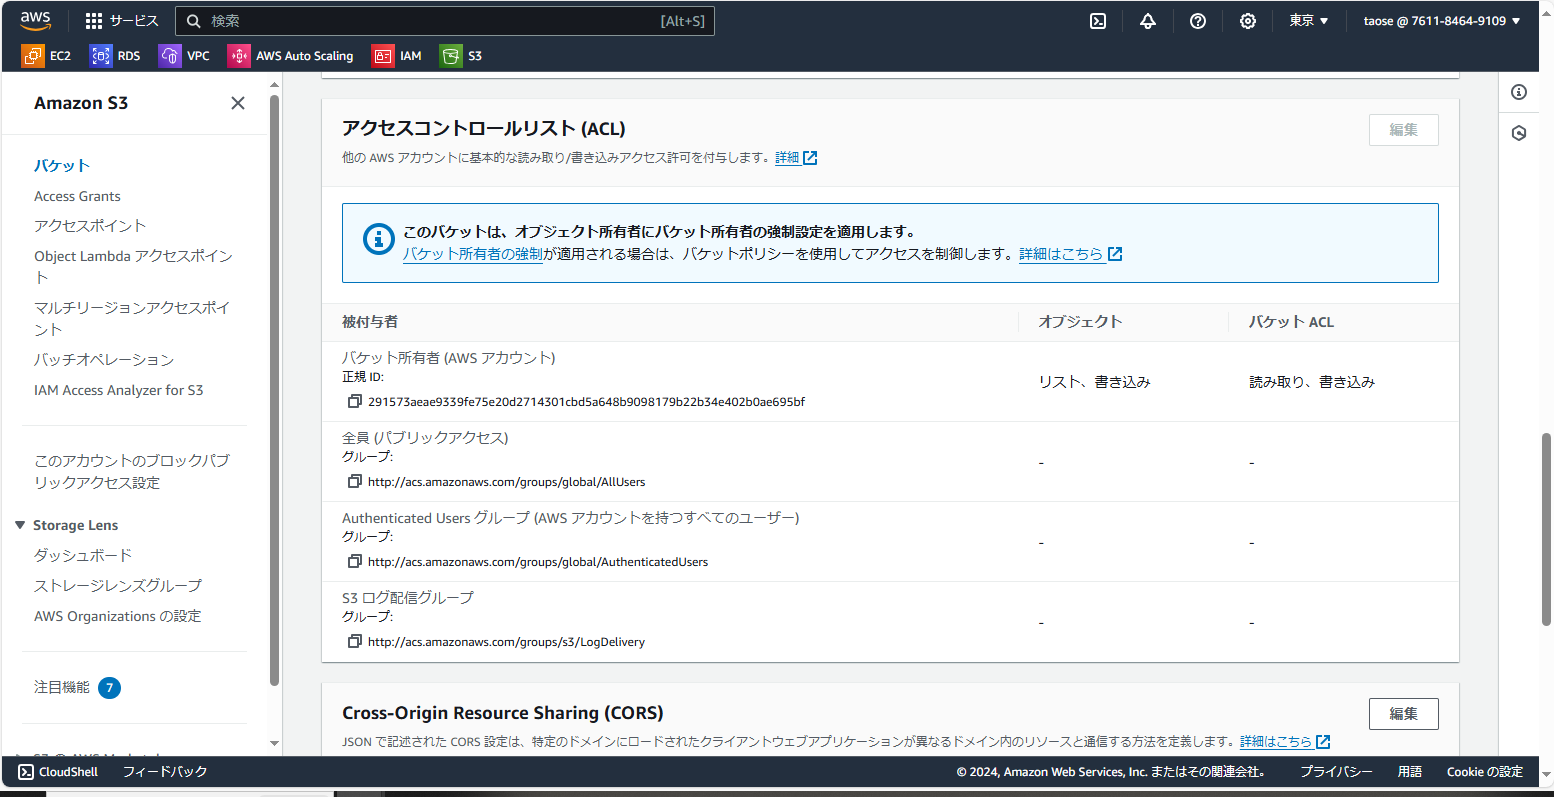 aws
サービス
検索
[Alt+S]
東京 ▼
taose @ 7611-8464-9109 ▼
EC2
RDS
VPC
AWS Auto Scaling
IAM
S3
Amazon S3
バケット
Access Grants
アクセスポイント
Object Lambda アクセスポイン
ト
マルチリージョンアクセスポイ
ント
バッチオペレーション
IAM Access Analyzer for S3
このアカウントのブロックパブ
リックアクセス設定
▼ Storage Lens
ダッシュボード
ストレージレンズグループ
AWS Organizations の設定
注目機能 7
アクセスコントロールリスト (ACL)
編集
他の AWS アカウントに基本的な読み取り/書き込みアクセス許可を付与します。詳細
このバケットは、オブジェクト所有者にバケット所有者の強制設定を適用します。
バケット所有者の強制が適用される場合は、バケットポリシーを使用してアクセスを制御します。詳細はこちら
被付与者
オブジェクト
バケット ACL
バケット所有者 (AWS アカウント)
正規 ID:
291573aeae9339fe75e20d2714301cbd5a648b9098179b22b34e402b0ae695bf
リスト、書き込み
読み取り、書き込み
全員 (パブリックアクセス)
グループ:
http://acs.amazonaws.com/groups/global/AllUsers
-
-
Authenticated Users グループ (AWS アカウントを持つすべてのユーザー)
グループ:
http://acs.amazonaws.com/groups/global/AuthenticatedUsers
-
-
S3 ログ配信グループ
グループ:
http://acs.amazonaws.com/groups/s3/LogDelivery
-
-
Cross-Origin Resource Sharing (CORS)
編集
JSON で記述された CORS 設定は、特定のドメインにロードされたクライアントウェブアプリケーションが異なるドメイン内のリソースと通信する方法を定義します。詳細はこちら
CloudShell
フィードバック
© 2024, Amazon Web Services, Inc. またはその関連会社。
プライバシー
用語
Cookie の設定